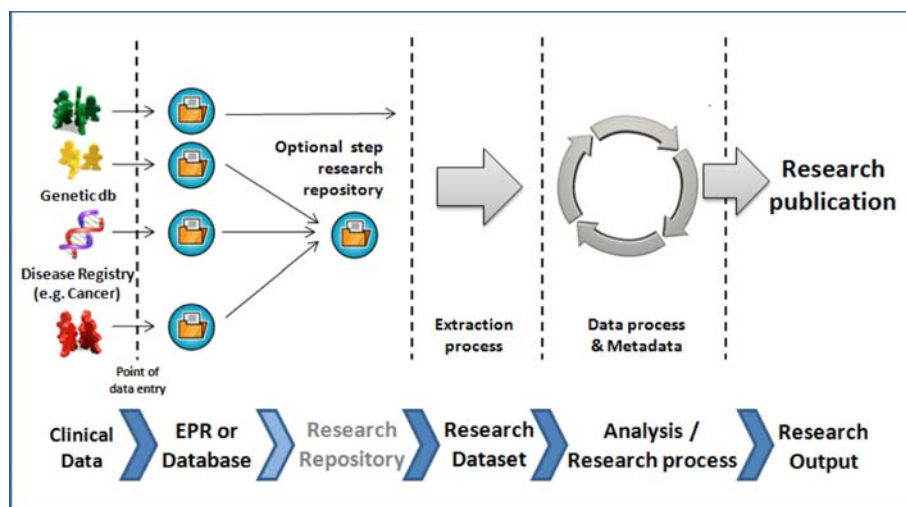 Optional step
research
repository
Genetic db
Disease Registry
(e.g. Cancer)
Point of
data entry
Extraction
process
Data process
& Metadata
Research
publication
Clinical
Data
EPR or
Database
Research
Repository
Research
Dataset
Analysis /
Research process
Research
Output